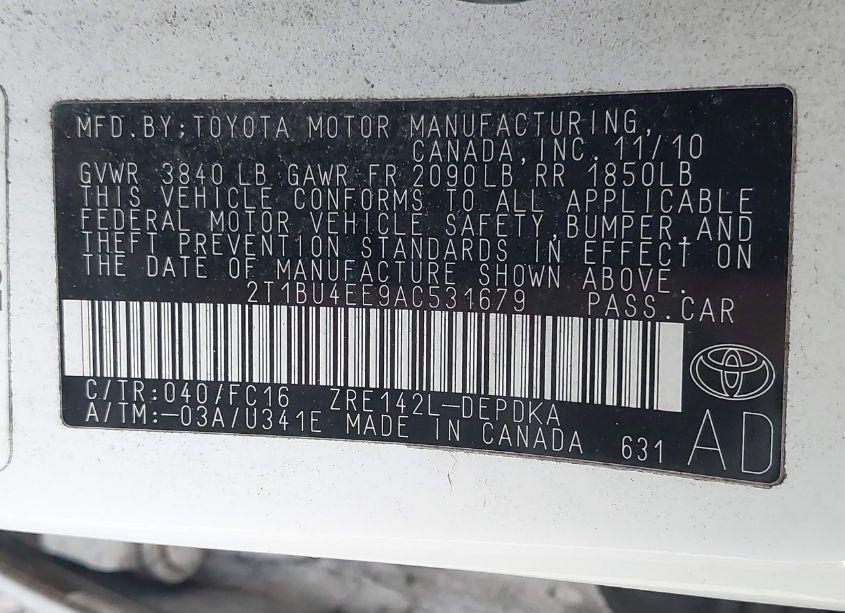 MFD.BY:TOYOTA MOTOR MANUFACTURING,
CANADA,INC. 11/10
GVWR 3840 LB GAWR FR 2090LB RR 1850LB
THIS VEHICLE CONFORMS TO ALL APPLICABLE
FEDERAL MOTOR VEHICLE SAFETY,BUMPER,AND
THEFT PREVENTION STANDARDS IN EFFECT ON
THE DATE OF MANUFACTURE SHOWN ABOVE.
2T1BU4EE9AC531679 PASS.CAR
C/TR:040/FC16 ZRE142L-DEPDKA
A/TM:-03A/U341E MADE IN CANADA 631
AD